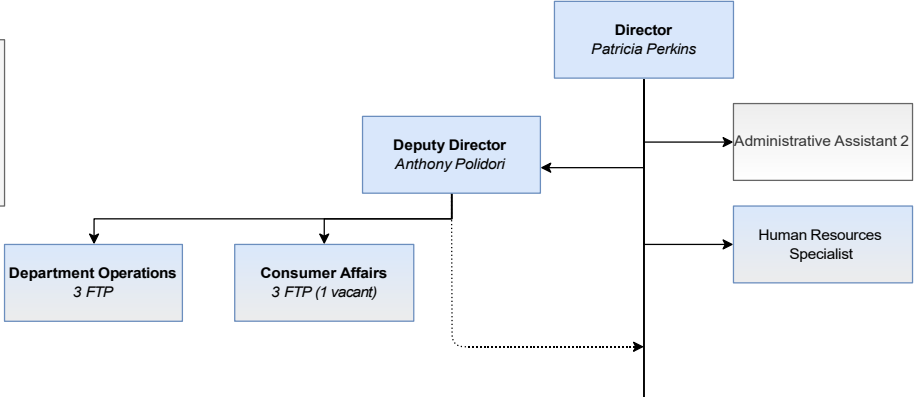 Director
Patricia Perkins
Deputy Director
Anthony Polidori
Administrative Assistant 2
Human Resources
Specialist
Department Operations
3 FTP
Consumer Affairs
3 FTP (1 vacant)